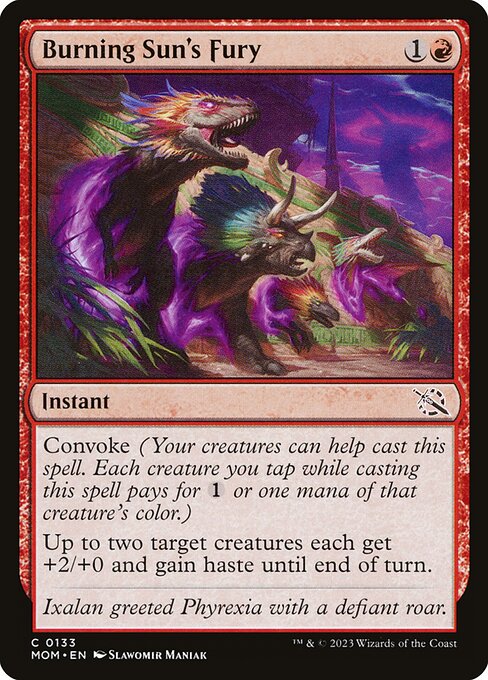 Burning Sun's Fury 1
Instant
Convoke (Your creatures can help cast this
spell. Each creature you tap while casting
this spell pays for 1 or one mana of that
creature's color.)
Up to two target creatures each get
+2/+0 and gain haste until end of turn.
Ixalan greeted Phyrexia with a defiant roar.
C 0133
MOM • EN Slawomir Maniak
™ & © 2023 Wizards of the Coast